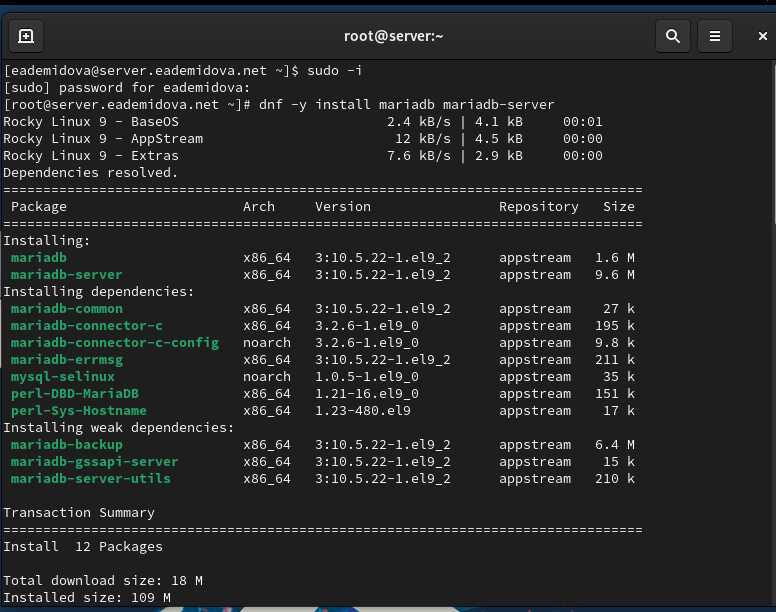 root@server:~
[eademidova@server.eademidova.net ~]$ sudo -i
[sudo] password for eademidova:
[root@server.eademidova.net ~]# dnf -y install mariadb mariadb-server
Rocky Linux 9 - BaseOS                          2.4 kB/s | 4.1 kB     00:01
Rocky Linux 9 - AppStream                        12 kB/s | 4.5 kB     00:00
Rocky Linux 9 - Extras                          7.6 kB/s | 2.9 kB     00:00
Dependencies resolved.
================================================================================
 Package                      Arch     Version                Repository   Size
================================================================================
Installing:
 mariadb                      x86_64   3:10.5.22-1.el9_2      appstream   1.6 M
 mariadb-server               x86_64   3:10.5.22-1.el9_2      appstream   9.6 M
Installing dependencies:
 mariadb-common               x86_64   3:10.5.22-1.el9_2      appstream    27 k
 mariadb-connector-c          x86_64   3.2.6-1.el9_0          appstream   195 k
 mariadb-connector-c-config   noarch   3.2.6-1.el9_0          appstream   9.8 k
 mariadb-errmsg               x86_64   3:10.5.22-1.el9_2      appstream   211 k
 mysql-selinux                noarch   1.0.5-1.el9_0          appstream    35 k
 perl-DBD-MariaDB             x86_64   1.21-16.el9_0          appstream   151 k
 perl-Sys-Hostname            x86_64   1.23-480.el9           appstream    17 k
Installing weak dependencies:
 mariadb-backup               x86_64   3:10.5.22-1.el9_2      appstream   6.4 M
 mariadb-gssapi-server        x86_64   3:10.5.22-1.el9_2      appstream    15 k
 mariadb-server-utils         x86_64   3:10.5.22-1.el9_2      appstream   210 k
Transaction Summary
================================================================================
Install  12 Packages
Total download size: 18 M
Installed size: 109 M